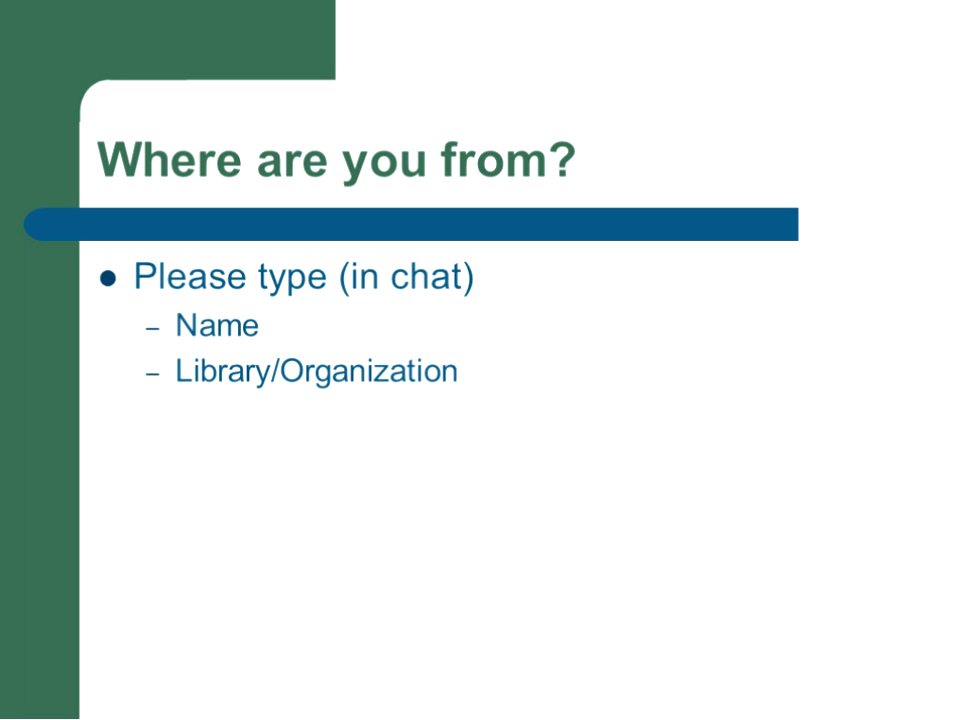 Where are you from?
● Please type (in chat)
– Name
– Library/Organization